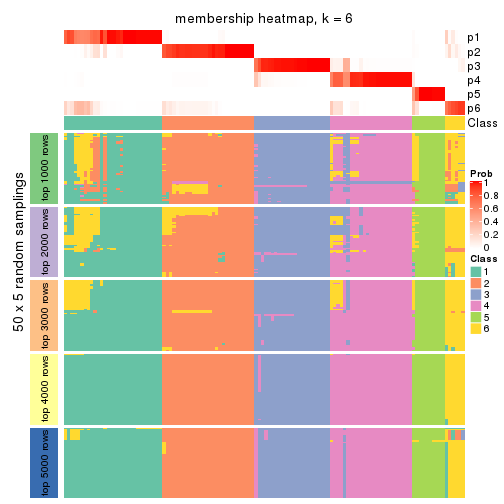 membership heatmap, k = 6
p1
p2
p3
p4
p5
p6
Class
50 x 5 random samplings
top 1000 rows
top 2000 rows
top 3000 rows
top 4000 rows
top 5000 rows
Prob
1
0.8
0.6
0.4
0.2
0
Class
1
2
3
4
5
6